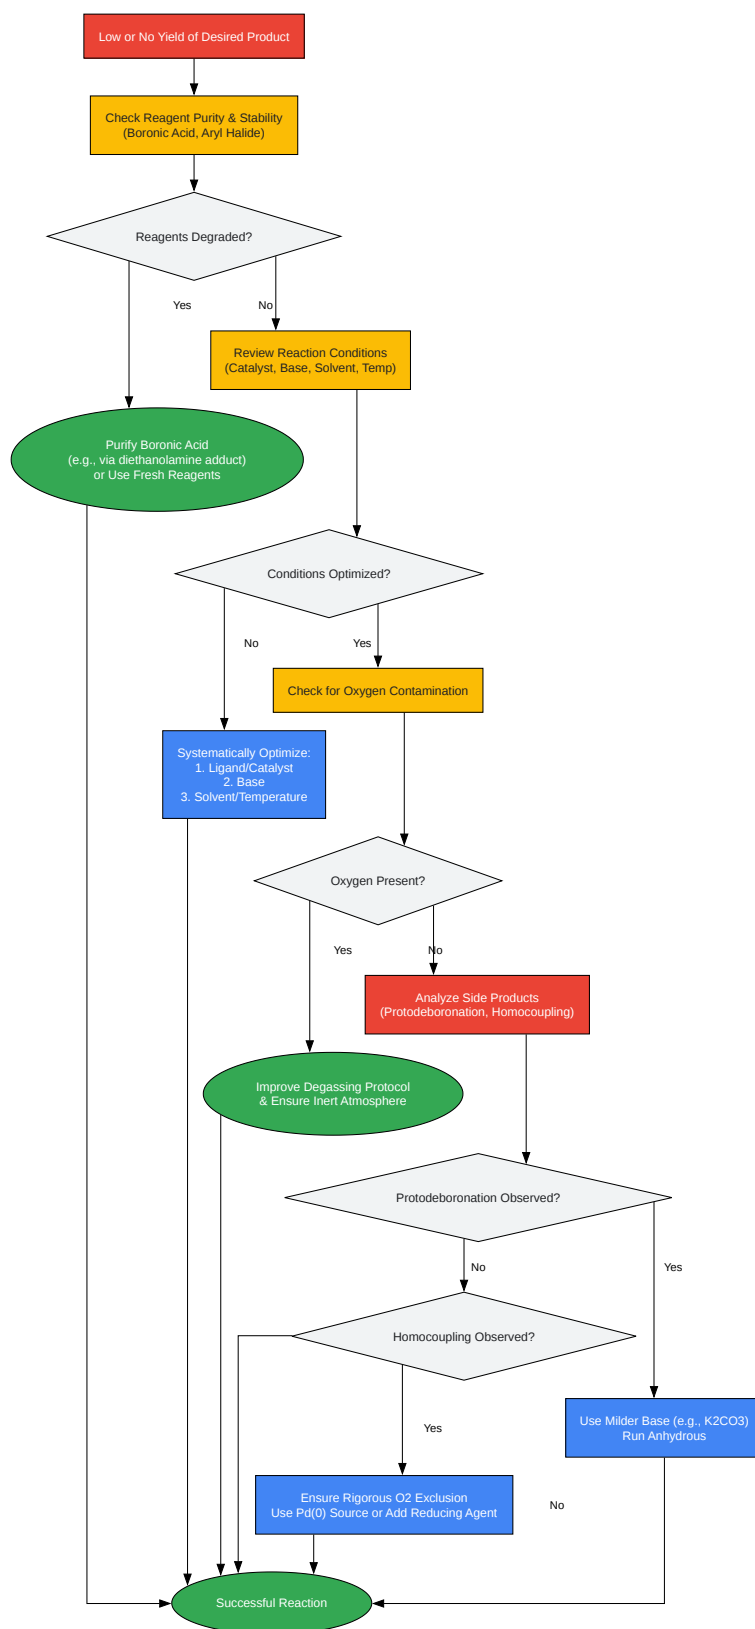 Low or No Yield of Desired Product
Check Reagent Purity & Stability
(Boronic Acid, Aryl Halide)
Reagents Degraded?
Yes
No
Review Reaction Conditions
(Catalyst, Base, Solvent, Temp)
Purify Boronic Acid
(e.g., via diethanolamine adduct)
or Use Fresh Reagents
Conditions Optimized?
No
Yes
Check for Oxygen Contamination
Systematically Optimize:
1. Ligand/Catalyst
2. Base
3. Solvent/Temperature
Oxygen Present?
Yes
No
Analyze Side Products
(Protodeboronation, Homocoupling)
Improve Degassing Protocol
& Ensure Inert Atmosphere
Protodeboronation Observed?
No
Yes
Homocoupling Observed?
Use Milder Base (e.g., K2CO3)
Run Anhydrous
Yes
Ensure Rigorous O2 Exclusion
Use Pd(0) Source or Add Reducing Agent
No
Successful Reaction